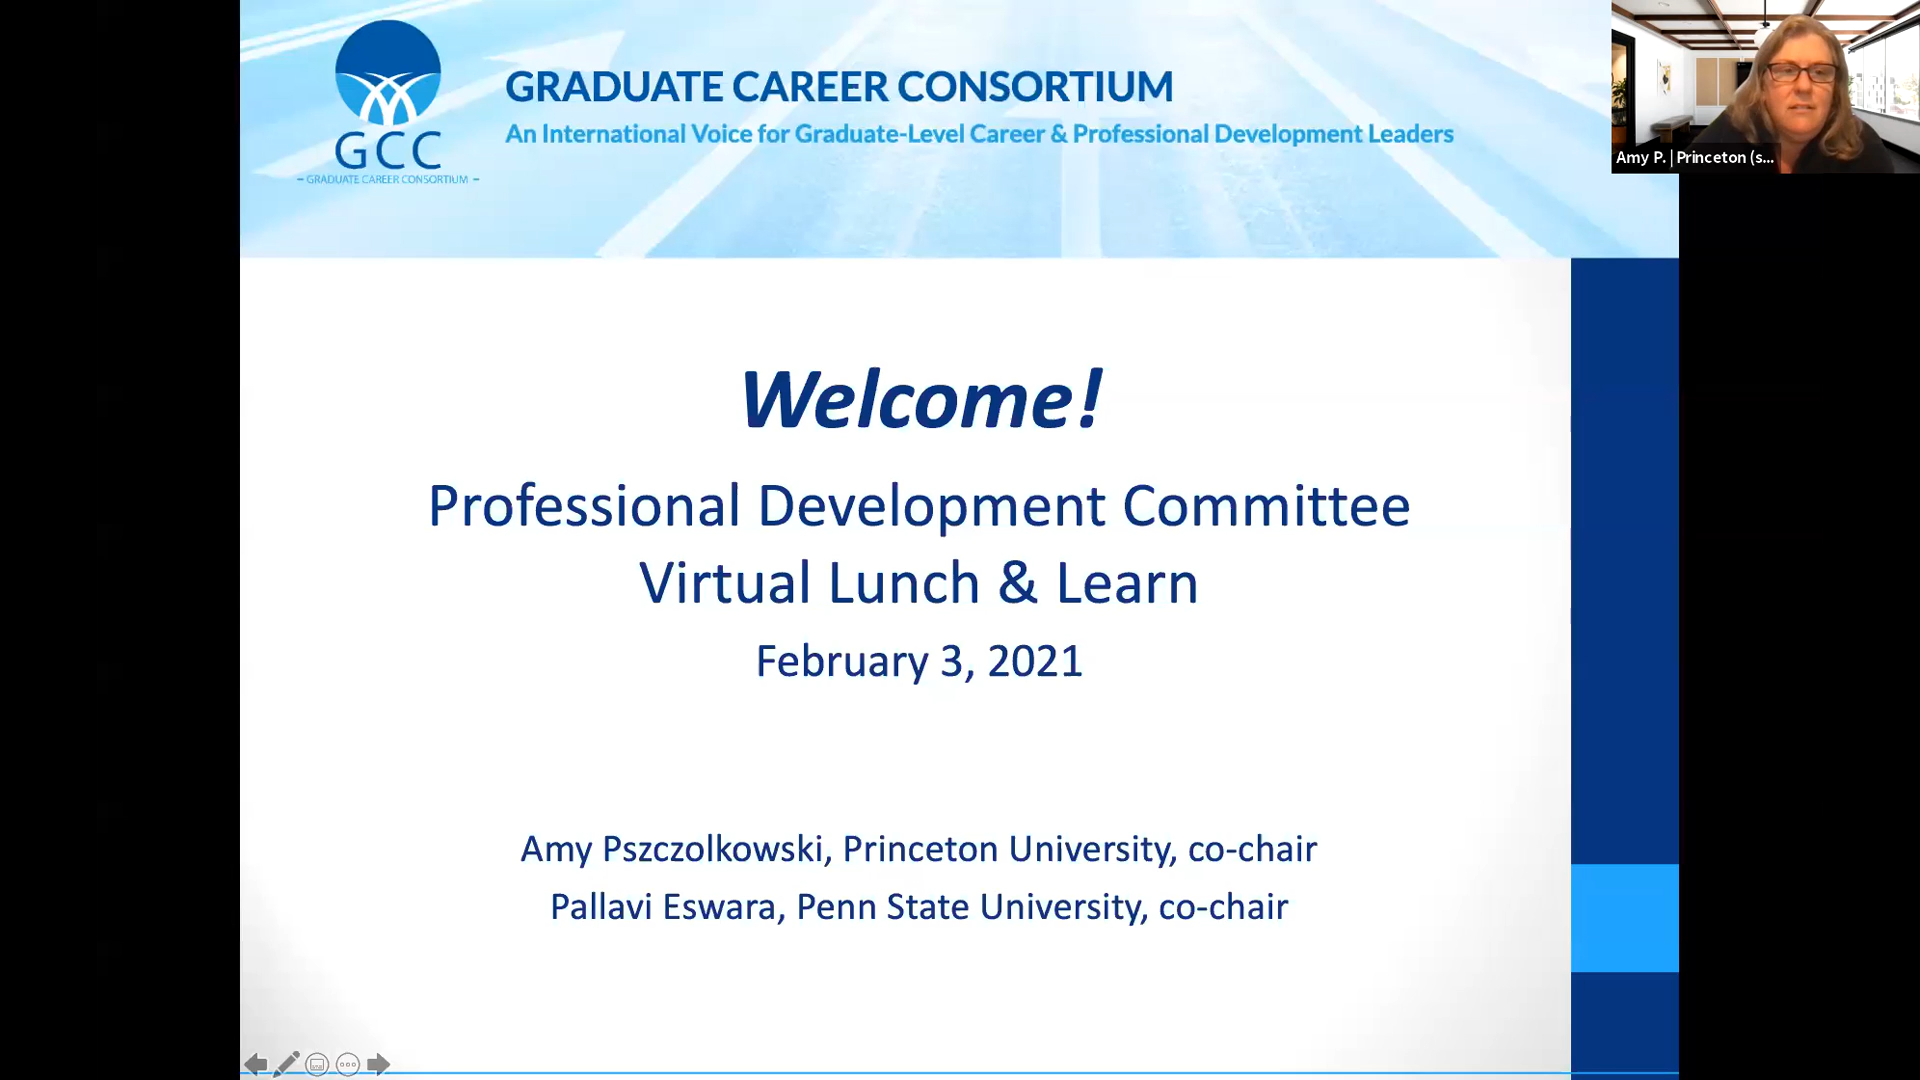 GRADUATE CAREER CONSORTIUM
An International Voice for Graduate-Level Career & Professional Development Leaders
GCC
- GRADUATE CAREER CONSORTIUM -
Amy P. | Princeton (s...
Welcome!
Professional Development Committee
Virtual Lunch & Learn
February 3, 2021
Amy Pszczolkowski, Princeton University, co-chair
Pallavi Eswara, Penn State University, co-chair